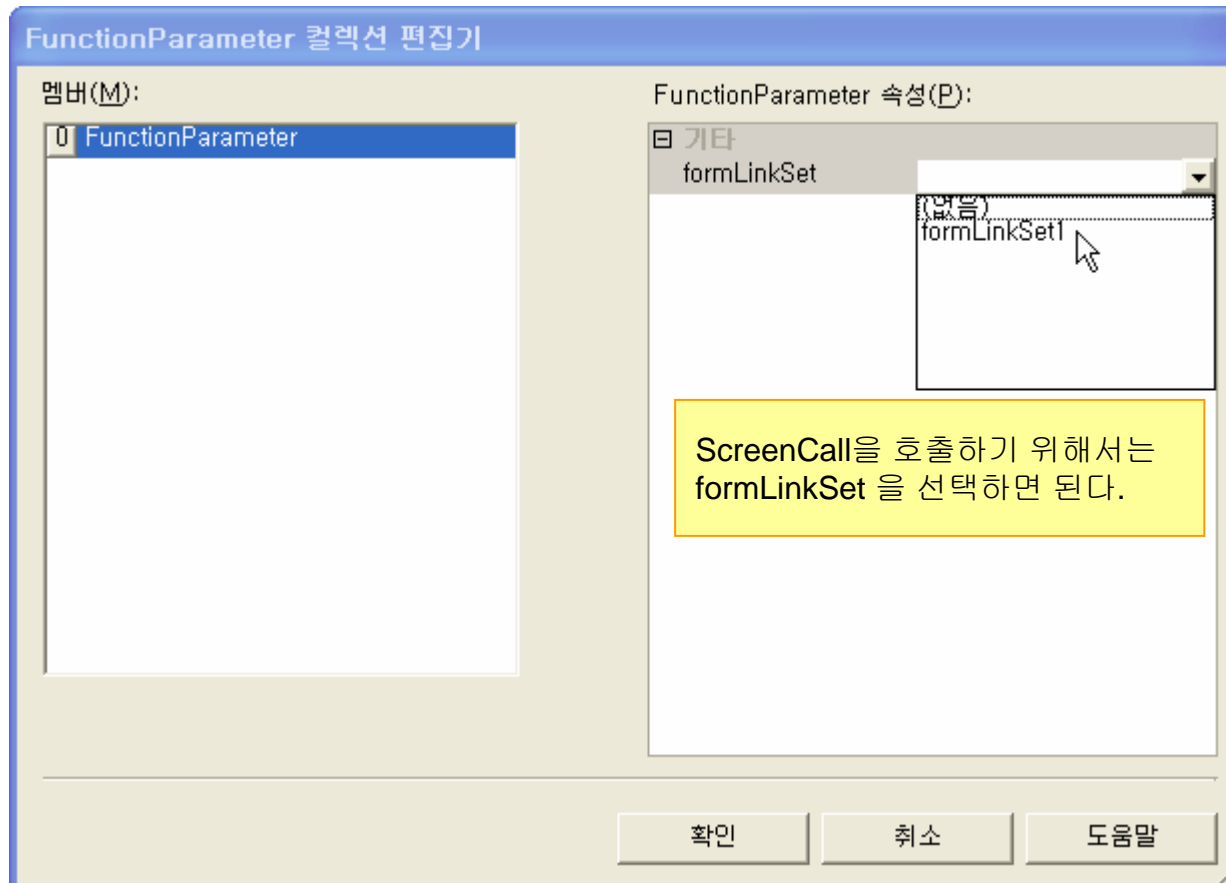 FunctionParameter 컬렉션 편집기
멤버(M):
0 FunctionParameter
FunctionParameter 속성(P):
기타
formLinkSet
(없음)
formLinkSet1
ScreenCall을 호출하기 위해서는
formLinkSet 을 선택하면 된다.
확인
취소
도움말